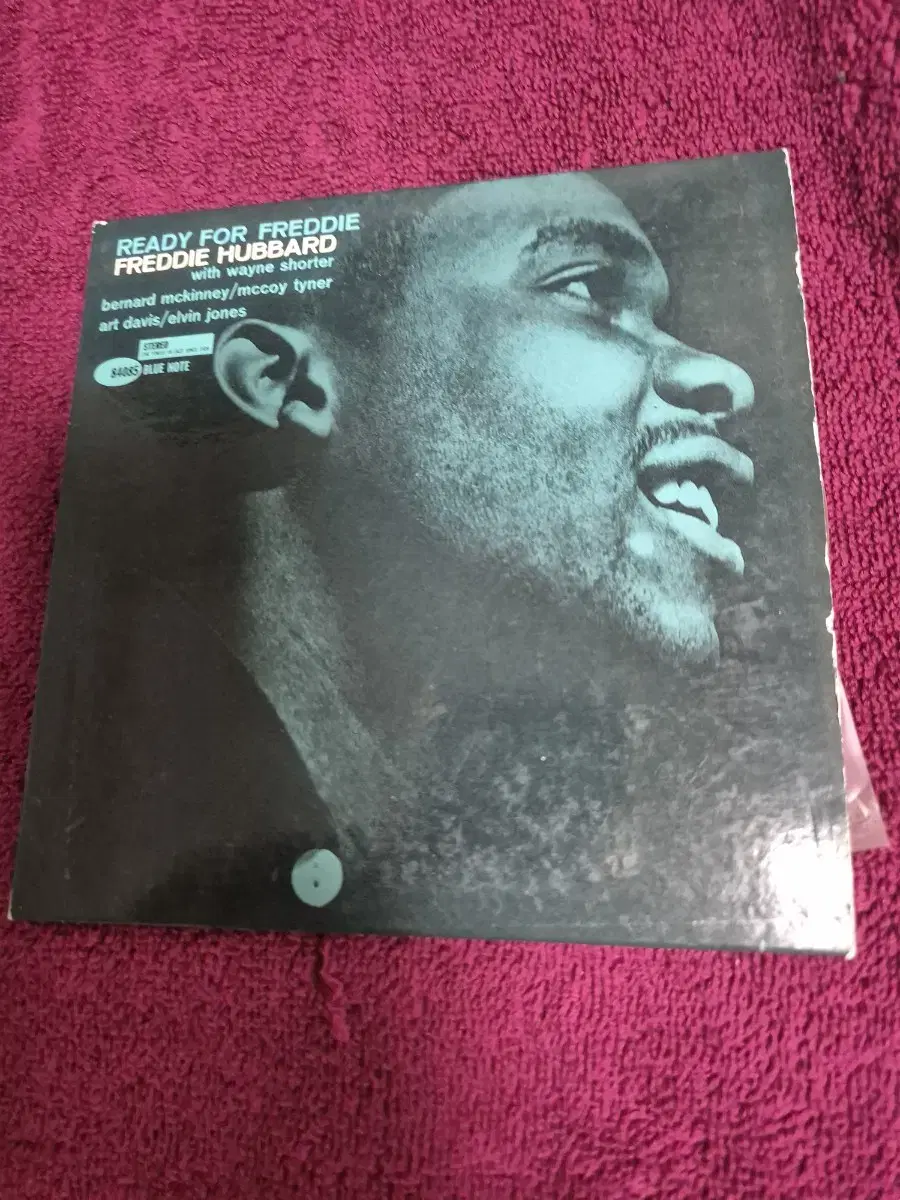 READY FOR FREDDIE
FREDDIE HUBBARD
with wayne shorter
bernard mckinney/mccoy tyner
art davis/elvin jones
STEREO
84085 BLUE NOTE